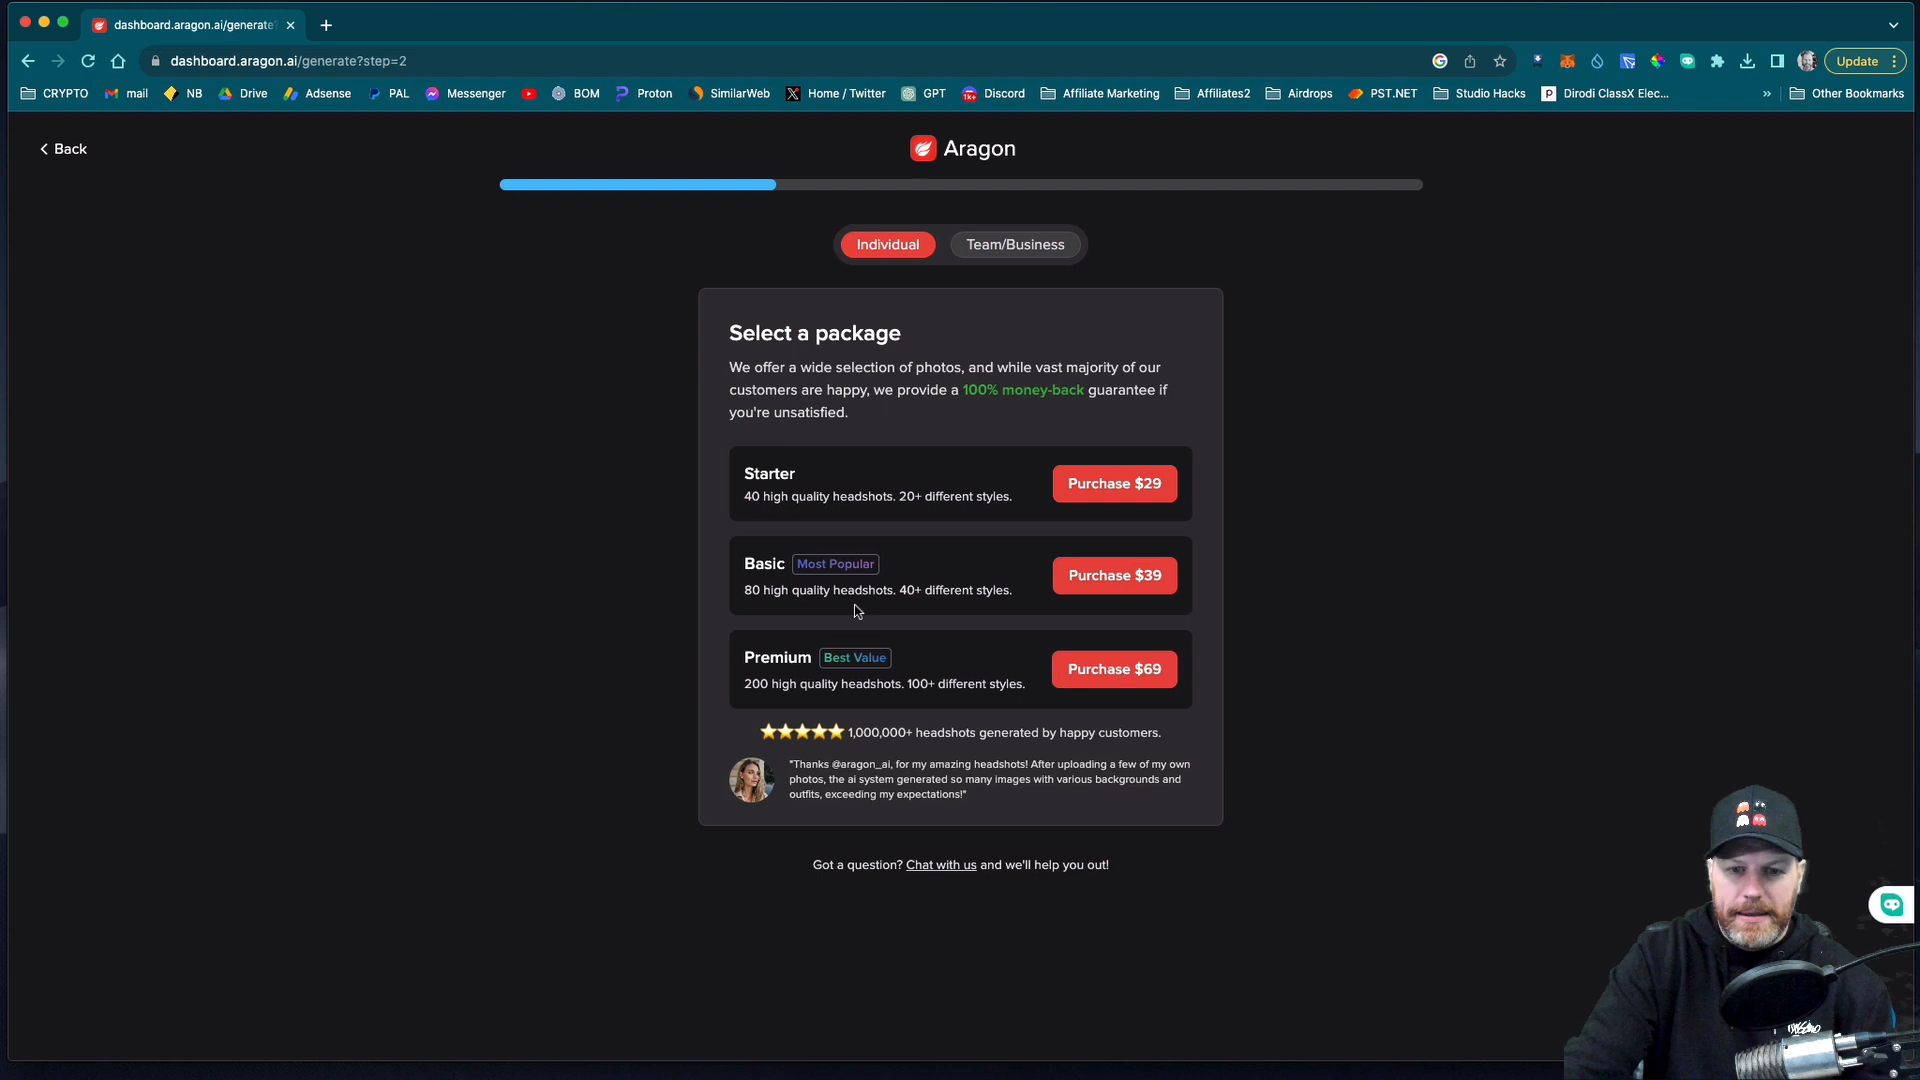 dashboard.aragon.ai/generate
dashboard.aragon.ai/generate?step=2
Update
CRYPTO
mail
NB
Drive
Adsense
PAL
Messenger
BOM
Proton
SimilarWeb
Home / Twitter
GPT
Discord
Affiliate Marketing
Affiliates2
Airdrops
PST.NET
Studio Hacks
Dirodi ClassX Elec...
»
Other Bookmarks
Back
Aragon
Individual
Team/Business
Select a package
We offer a wide selection of photos, and while vast majority of our
customers are happy, we provide a 100% money-back guarantee if
you're unsatisfied.
Starter
40 high quality headshots. 20+ different styles.
Purchase $29
Basic
Most Popular
80 high quality headshots. 40+ different styles.
Purchase $39
Premium
Best Value
200 high quality headshots. 100+ different styles.
Purchase $69
1,000,000+ headshots generated by happy customers.
"Thanks @aragon_ai, for my amazing headshots! After uploading a few of my own
photos, the ai system generated so many images with various backgrounds and
outfits, exceeding my expectations!"
Got a question? Chat with us and we'll help you out!